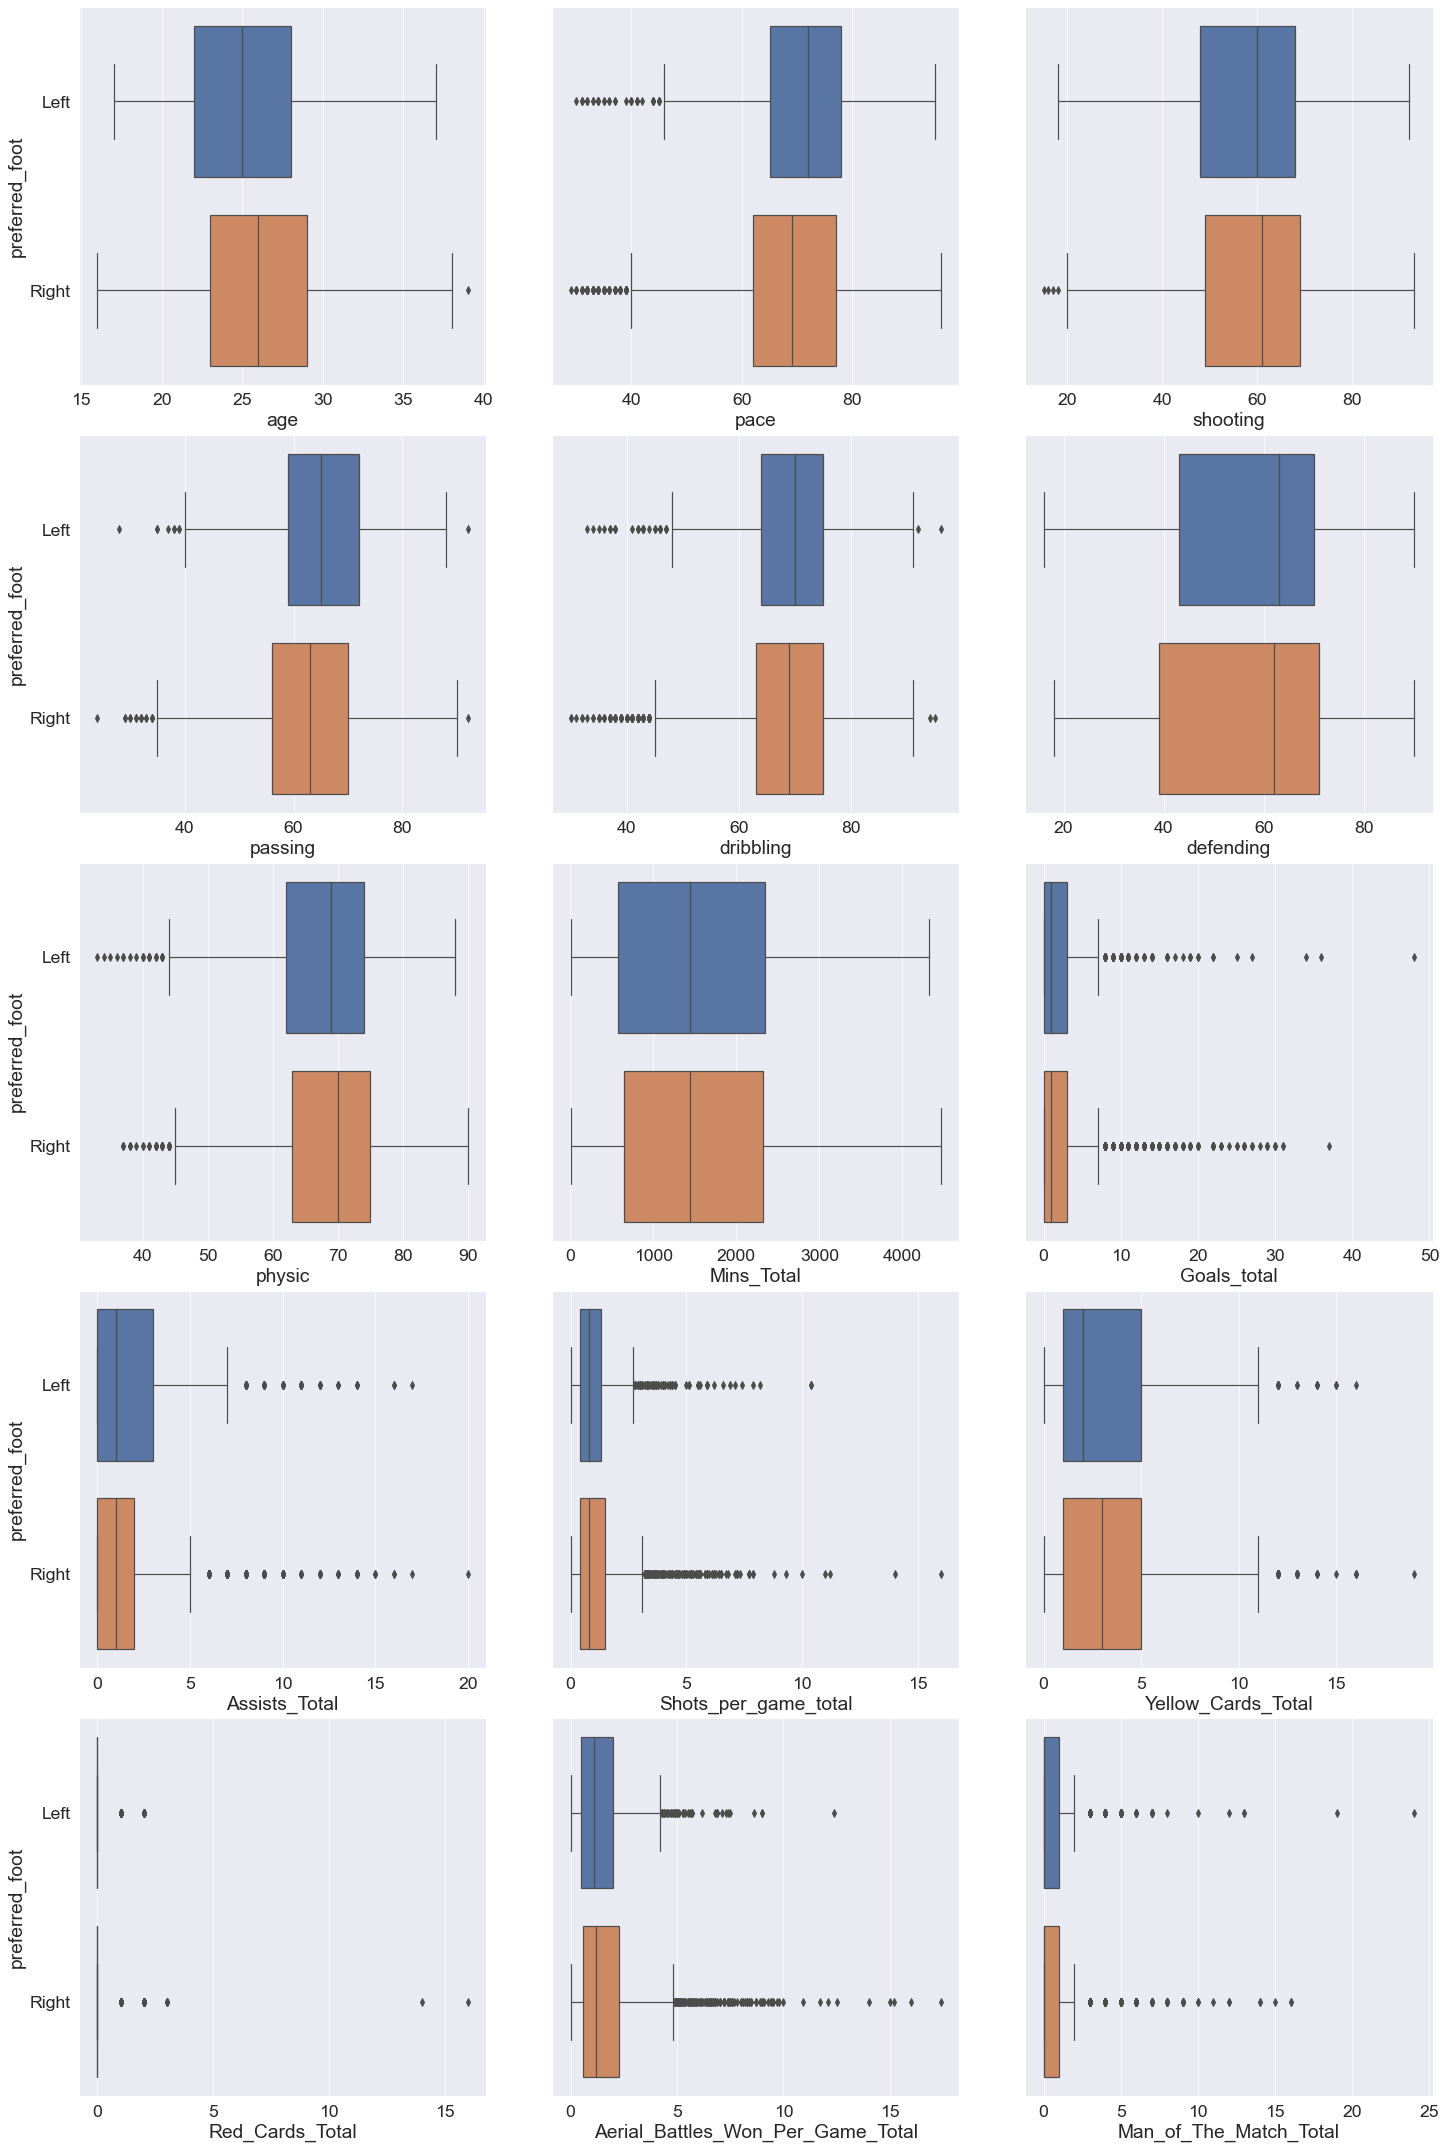 preferred_foot
Left
Right
15 20 25 30 35 40
age
40 60 80
pace
20 40 60 80
shooting
preferred_foot
Left
Right
40 60 80
passing
40 60 80
dribbling
20 40 60 80
defending
preferred_foot
Left
Right
40 50 60 70 80 90
physic
0 1000 2000 3000 4000
Mins_Total
0 10 20 30 40 50
Goals_total
preferred_foot
Left
Right
0 5 10 15 20
Assists_Total
0 5 10 15
Shots_per_game_total
0 5 10 15
Yellow_Cards_Total
preferred_foot
Left
Right
0 5 10 15
Red_Cards_Total
0 5 10 15
Aerial_Battles_Won_Per_Game_Total
0 5 10 15 20 25
Man_of_The_Match_Total